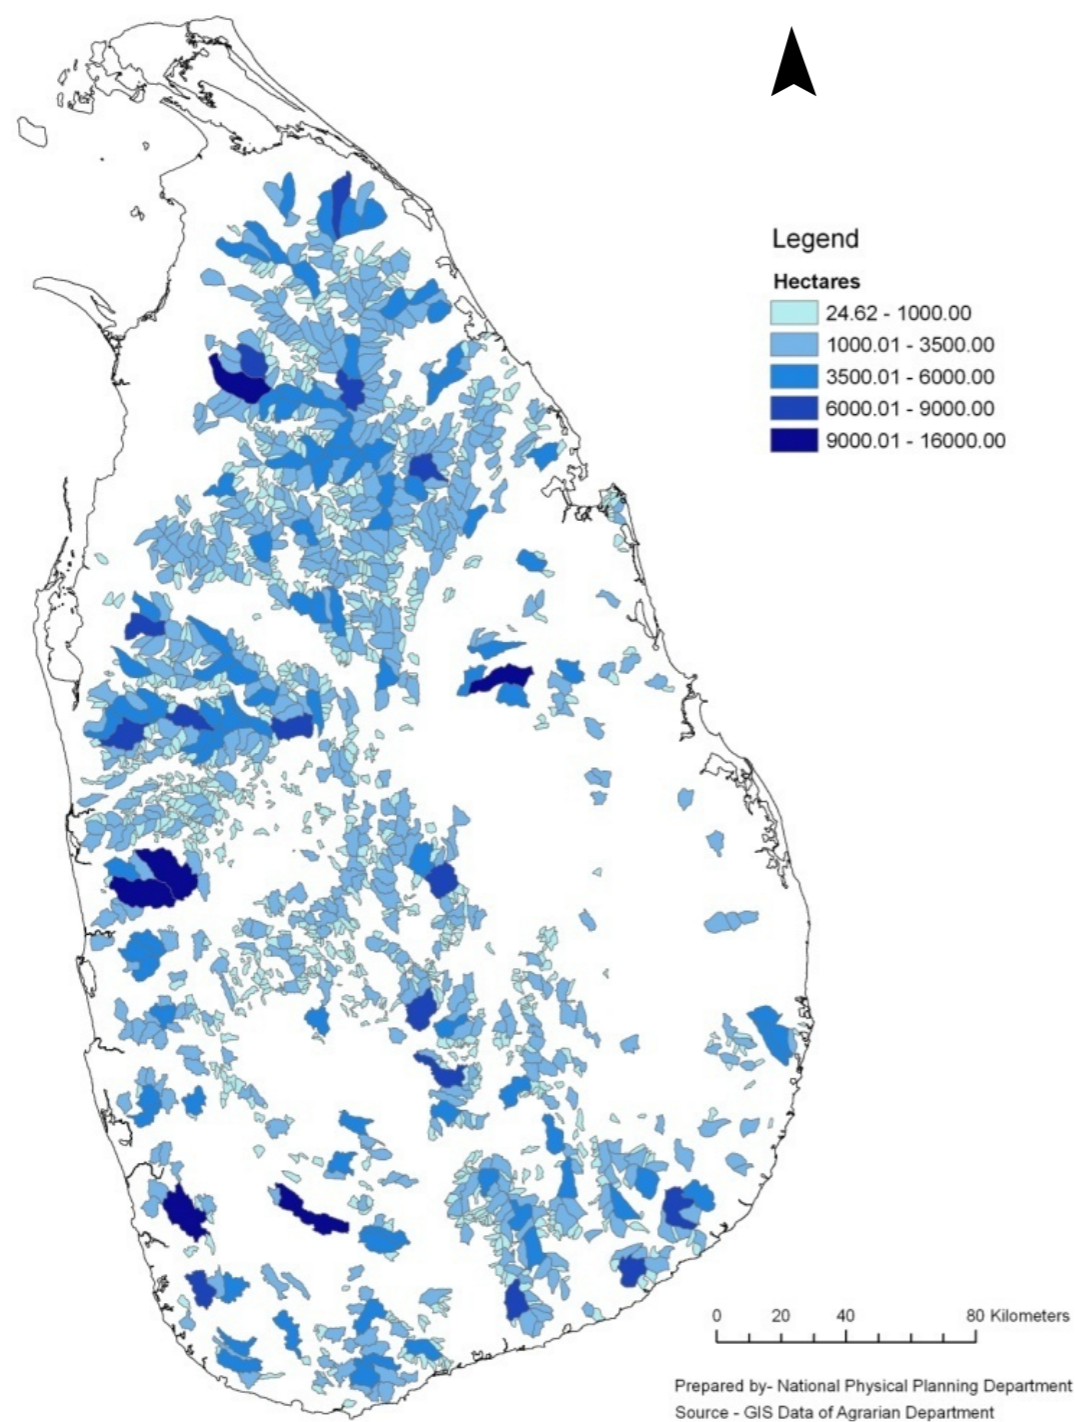 Legend
Hectares
24.62 - 1000.00
1000.01 - 3500.00
3500.01 - 6000.00
6000.01 - 9000.00
9000.01 - 16000.00
0 20 40 80 Kilometers
Prepared by- National Physical Planning Department
Source - GIS Data of Agrarian Department